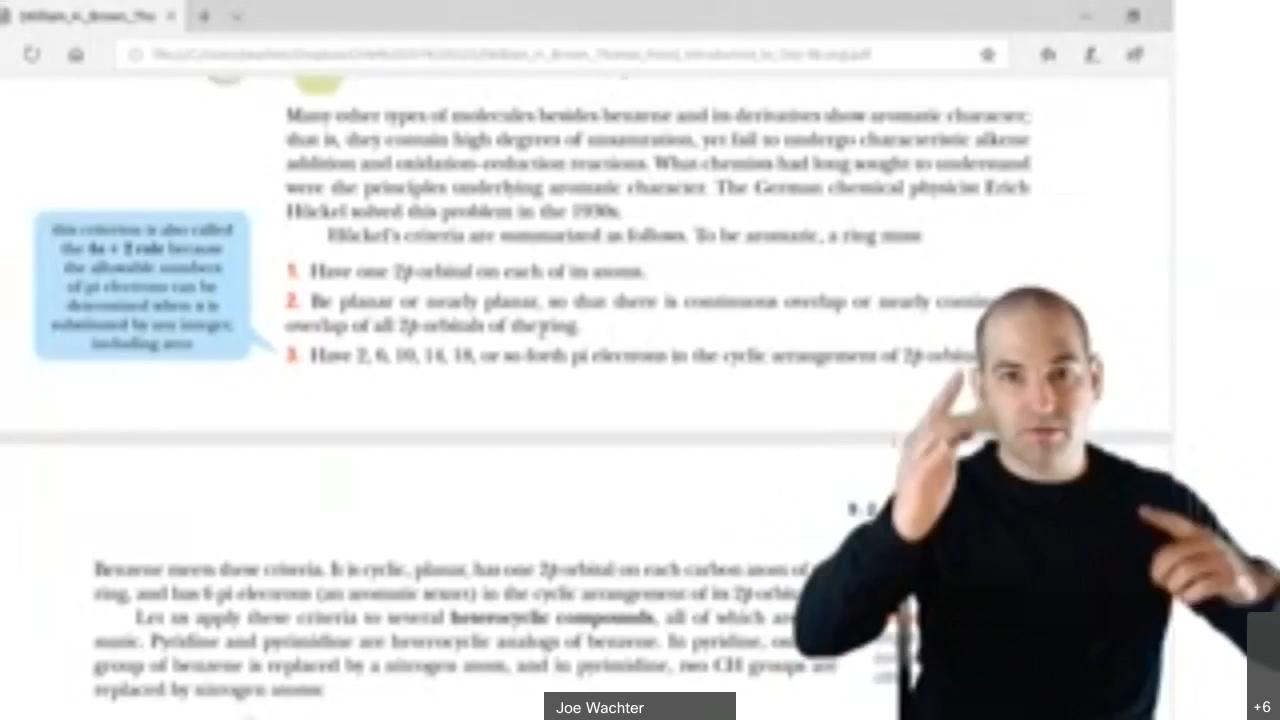 Many other types of molecules besides benzene and its derivatives show aromatic character;
that is, they contain high degrees of unsaturation, yet fail to undergo characteristic alkene
addition and oxidation–reduction reactions. What chemists had long sought to understand
were the principles underlying aromatic character. The German chemical physicist Erich
Hückel solved this problem in the 1930s.
Hückel's criteria are summarized as follows. To be aromatic, a ring must
this criterion is also called
the 4n + 2 rule because
the allowable numbers
of pi electrons can be
determined when n is
substituted by any integer,
including zero
1. Have one 2p orbital on each of its atoms.
2. Be planar or nearly planar, so that there is continuous overlap or nearly
overlap of all 2p orbitals of the ring.
3. Have 2, 6, 10, 14, 18, or so forth pi electrons in the cyclic arrangement of 2p
Benzene meets these criteria. It is cyclic, planar, has one 2p orbital on each carbon atom of
ring, and has 6 pi electrons (an aromatic sextet) in the cyclic arrangement of its 2p
Let us apply these criteria to several heterocyclic compounds, all of which
Pyridine and pyrimidine are heterocyclic analogs of benzene. In pyridine,
group of benzene is replaced by a nitrogen atom, and in pyrimidine, two CH groups are
replaced by nitrogen atoms:
Joe Wachter
+6